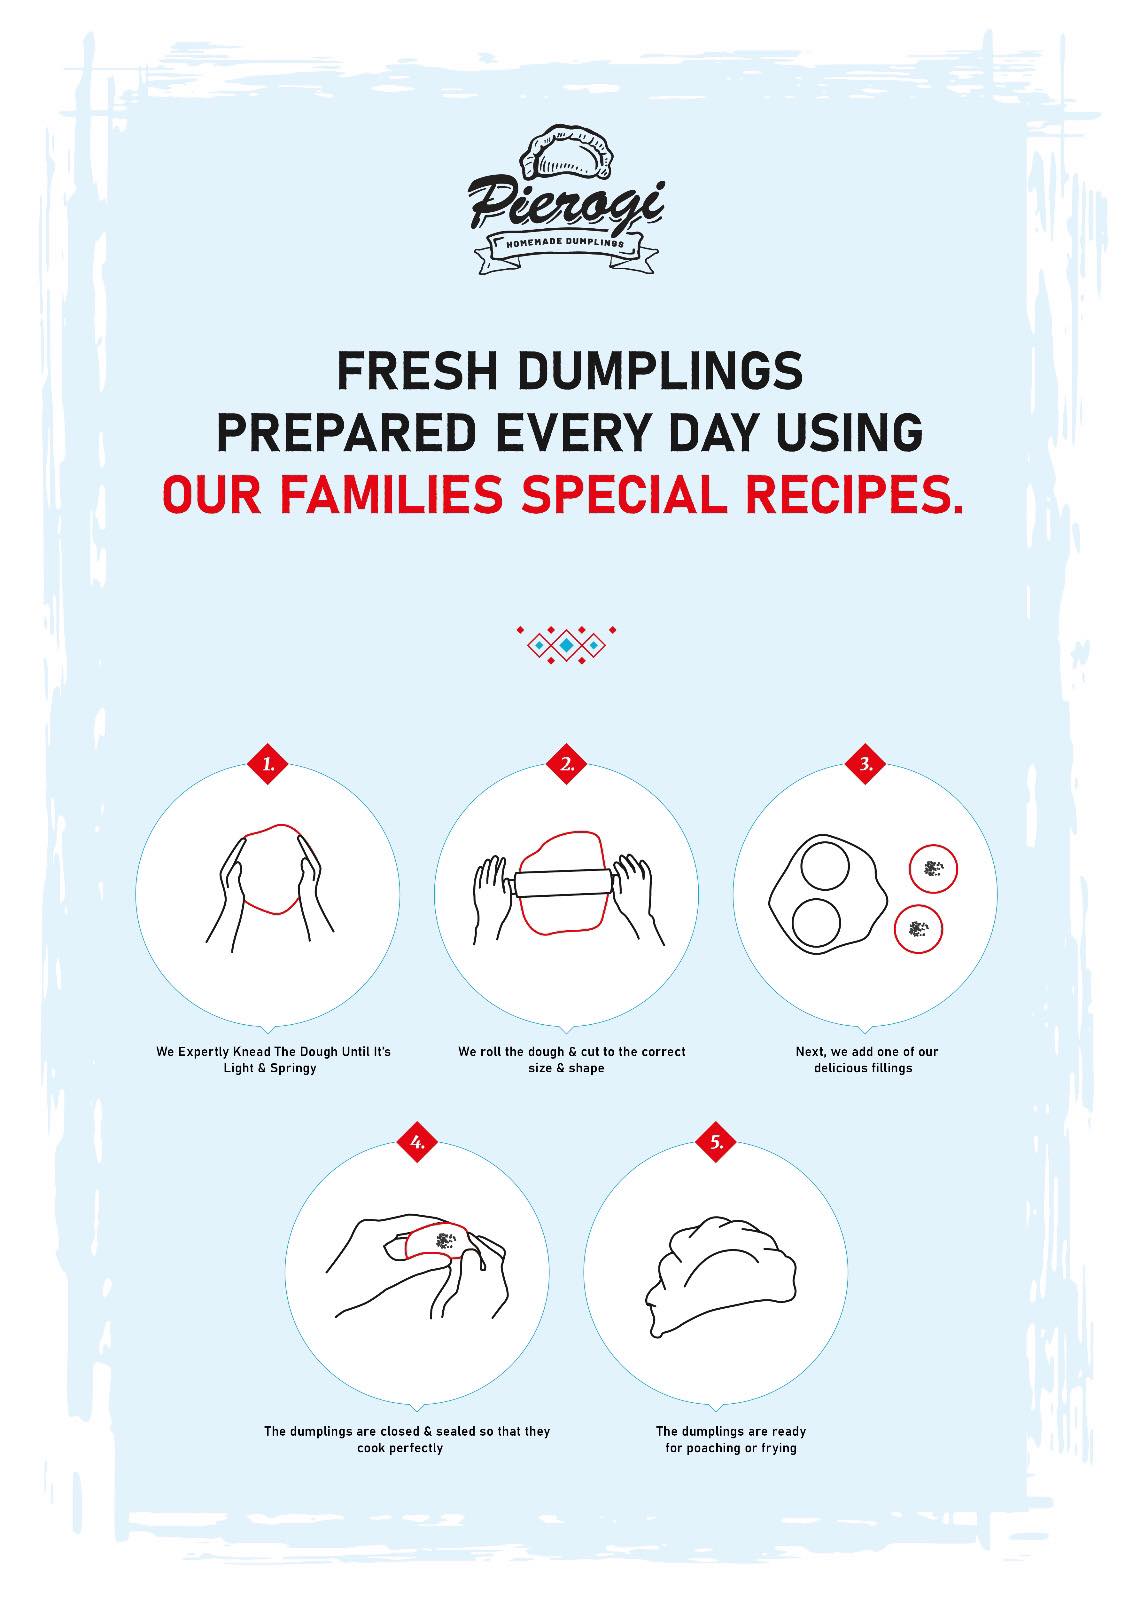 Pierogi
HOMEMADE DUMPLINGS
FRESH DUMPLINGS
PREPARED EVERY DAY USING
OUR FAMILIES SPECIAL RECIPES.
1.
We Expertly Knead The Dough Until It's
Light & Springy
2.
We roll the dough & cut to the correct
size & shape
3.
Next, we add one of our
delicious fillings
4.
The dumplings are closed & sealed so that they
cook perfectly
5.
The dumplings are ready
for poaching or frying